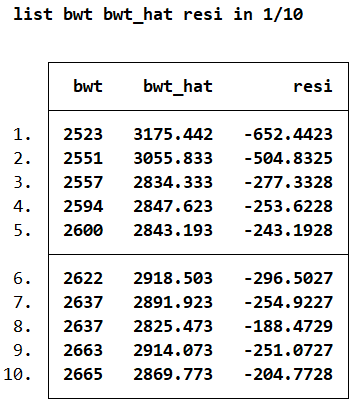 list bwt bwt_hat resi in 1/10
bwt bwt_hat resi
1. 2523 3175.442 -652.4423
2. 2551 3055.833 -504.8325
3. 2557 2834.333 -277.3328
4. 2594 2847.623 -253.6228
5. 2600 2843.193 -243.1928
6. 2622 2918.503 -296.5027
7. 2637 2891.923 -254.9227
8. 2637 2825.473 -188.4729
9. 2663 2914.073 -251.0727
10. 2665 2869.773 -204.7728